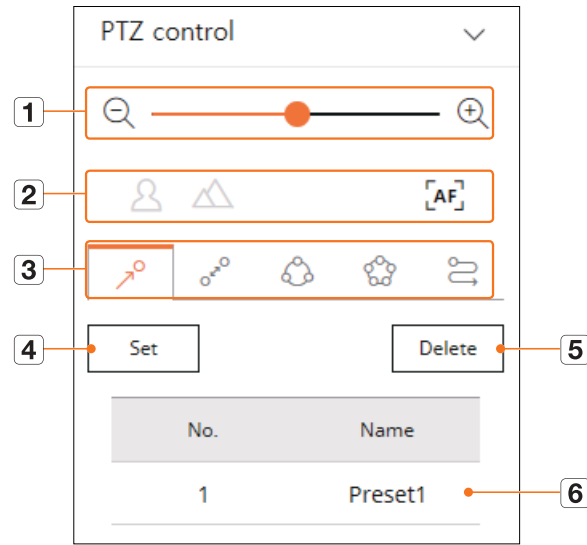 PTZ control
1
2
AF
3
4
Set
Delete
5
No. Name
1 Preset1
6